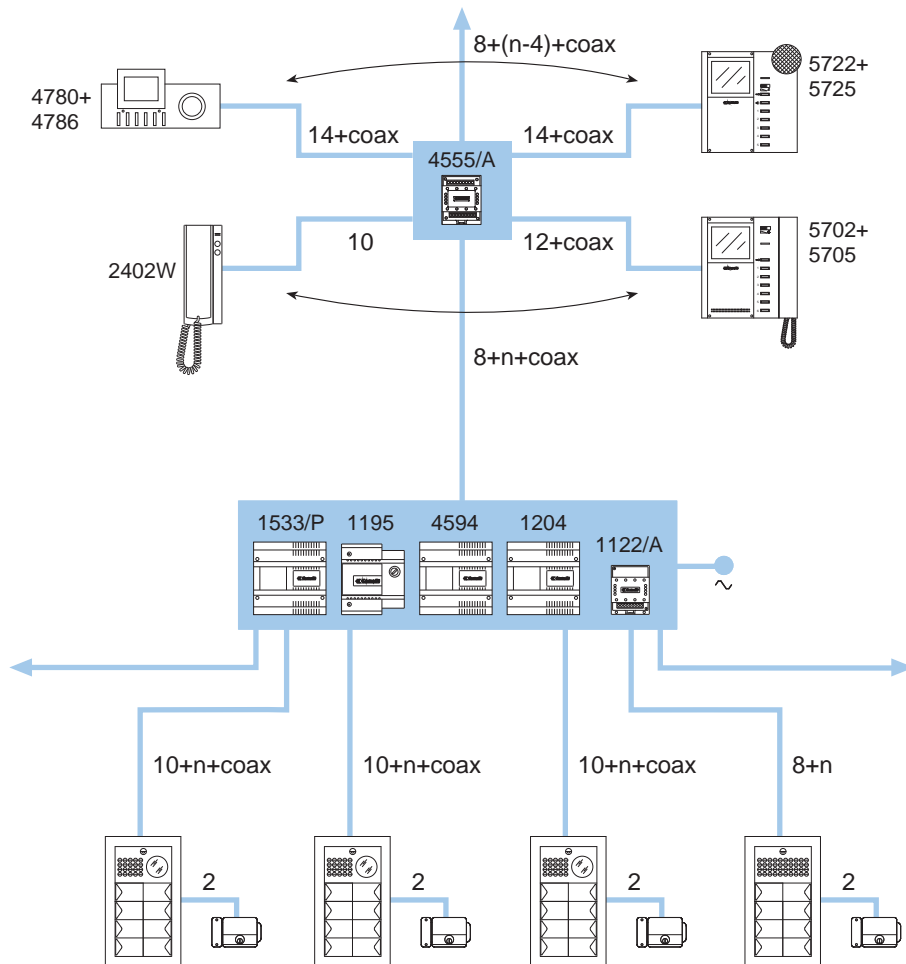 8+(n-4)+coax
4780+
4786
5722+
5725
14+coax
14+coax
4555/A
10
12+coax
2402W
5702+
5705
8+n+coax
1533/P
1195
4594
1204
1122/A
~
10+n+coax
10+n+coax
10+n+coax
8+n
2
2
2
2